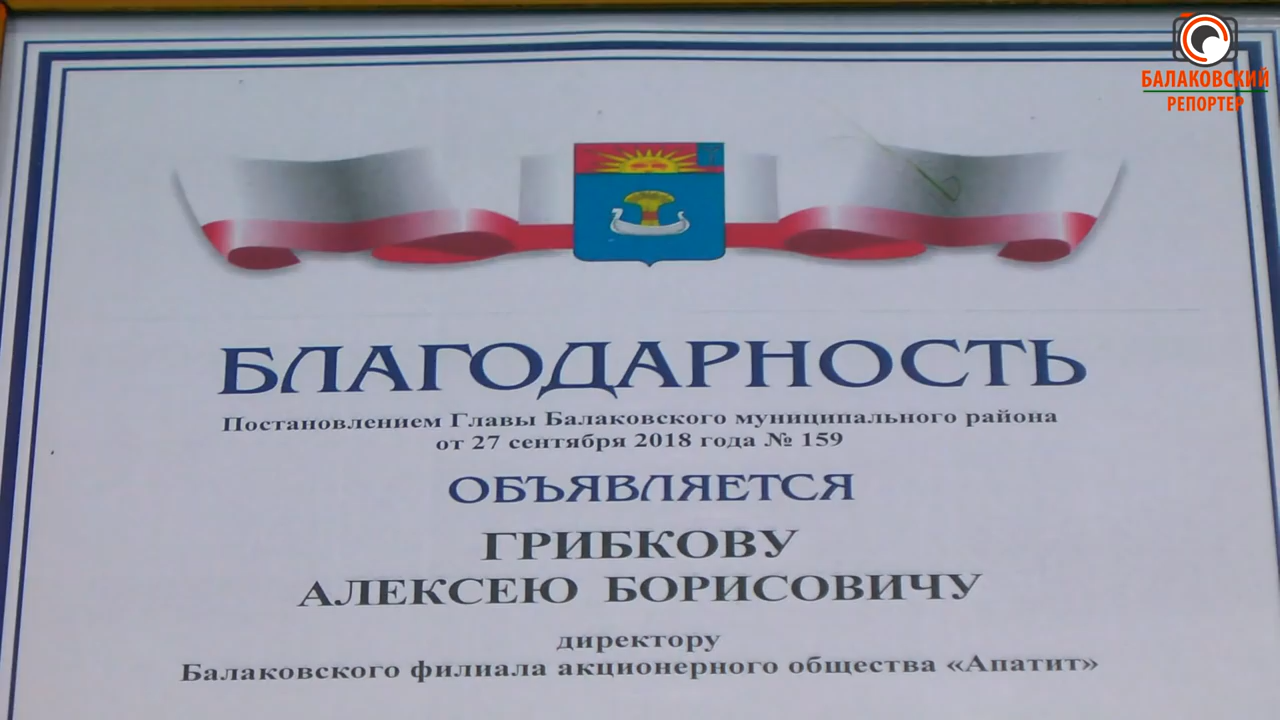 БАЛАКОВСКИЙ
РЕПОРТЕР
БЛАГОДАРНОСТЬ
Постановлением Главы Балаковского муниципального района
от 27 сентября 2018 года № 159
ОБЪЯВЛЯЕТСЯ
ГРИБКОВУ
АЛЕКСЕЮ БОРИСОВИЧУ
директору
Балаковского филиала акционерного общества «Апатит»